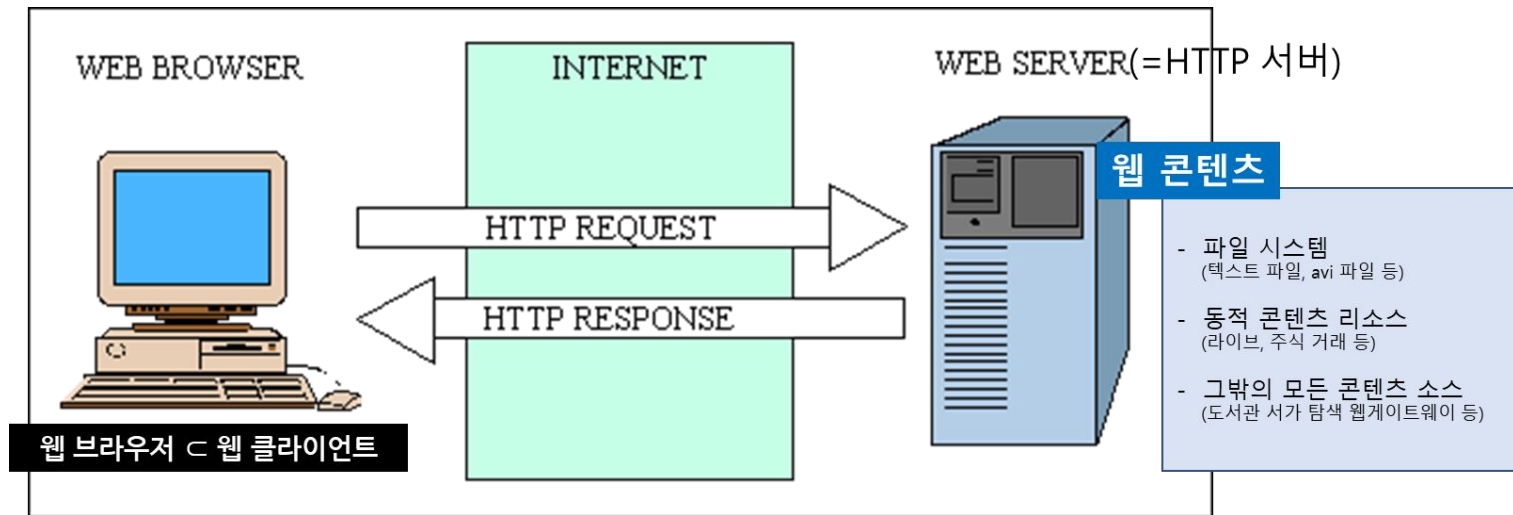 WEB BROWSER
INTERNET
WEB SERVER(=HTTP 서버)
웹 콘텐츠
HTTP REQUEST
HTTP RESPONSE
- 파일 시스템
(텍스트 파일, avi 파일 등)
- 동적 콘텐츠 리소스
(라이브, 주식 거래 등)
- 그밖의 모든 콘텐츠 소스
(도서관 서가 탐색 웹게이트웨이 등)
웹 브라우저 ⊂ 웹 클라이언트